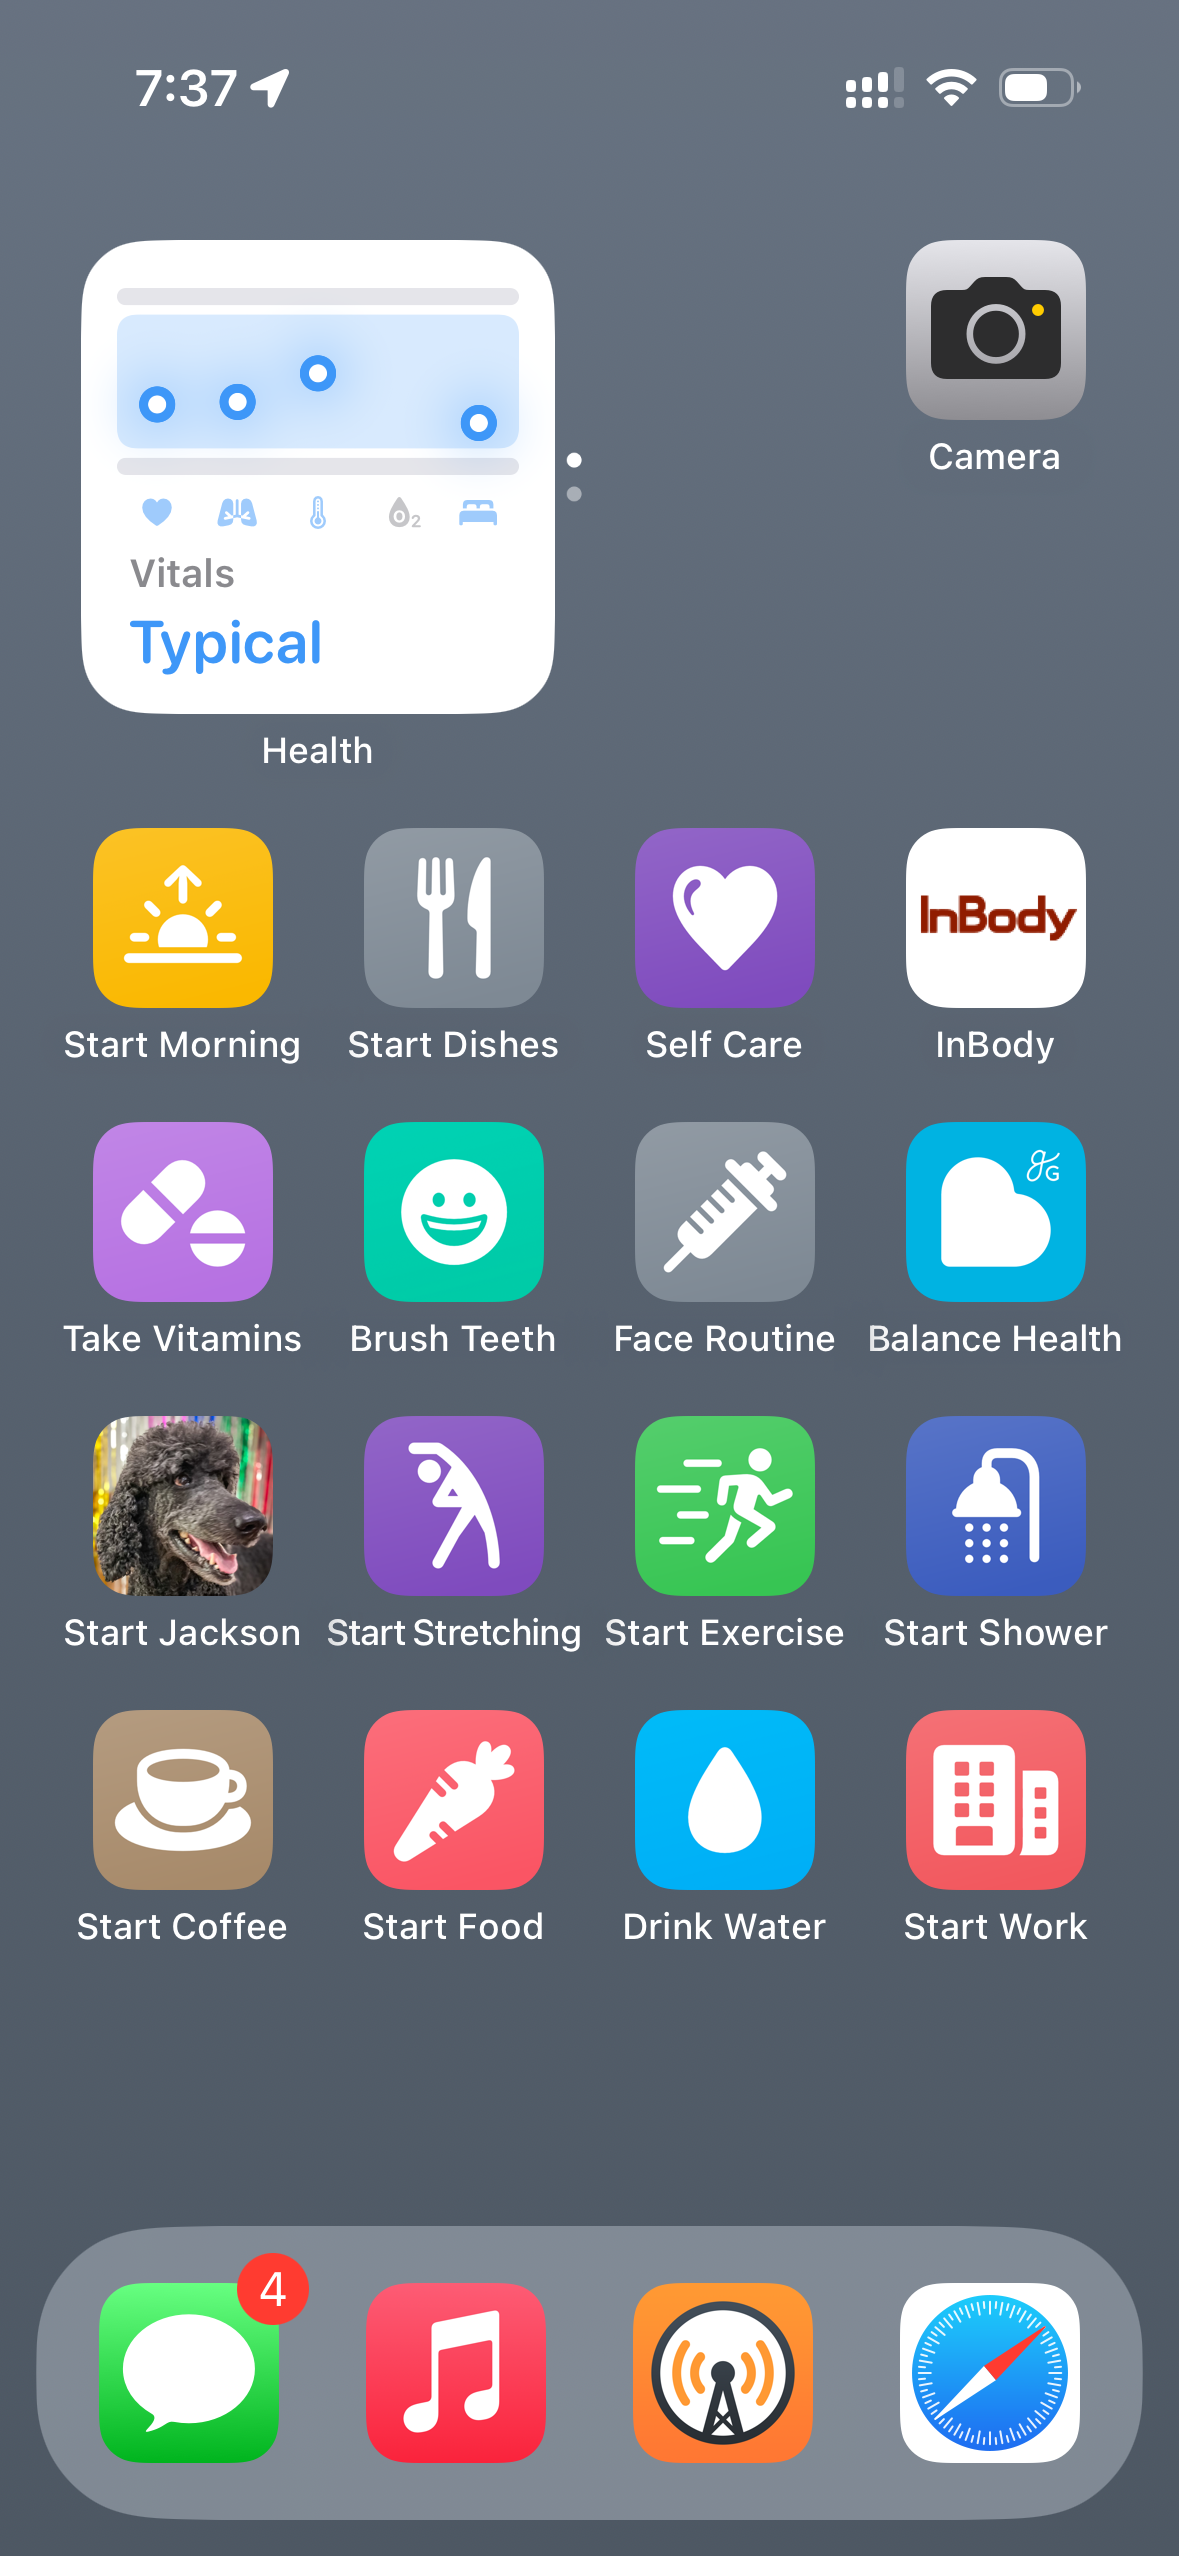 7:37
O2
Vitals
Typical
Health
Camera
InBody
Start Morning
Start Dishes
Self Care
InBody
gG
Take Vitamins
Brush Teeth
Face Routine
Balance Health
Start Jackson
Start Stretching
Start Exercise
Start Shower
Start Coffee
Start Food
Drink Water
Start Work
4